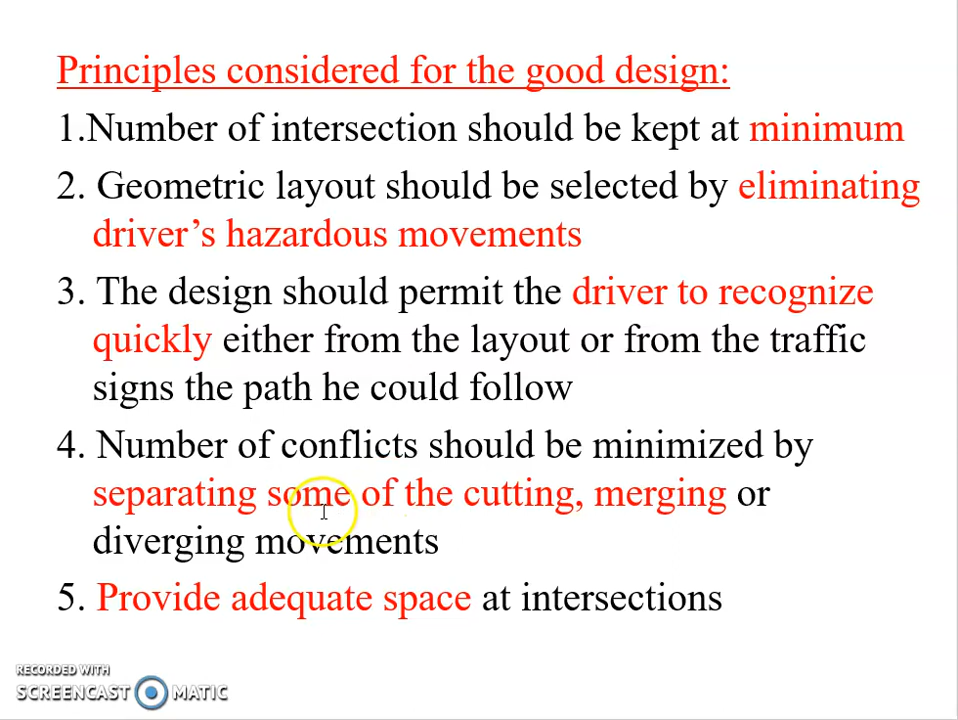 Principles considered for the good design:
1.Number of intersection should be kept at minimum
2. Geometric layout should be selected by eliminating
driver’s hazardous movements
3. The design should permit the driver to recognize
quickly either from the layout or from the traffic
signs the path he could follow
4. Number of conflicts should be minimized by
separating some of the cutting, merging or
diverging movements
5. Provide adequate space at intersections
RECORDED WITH
SCREENCAST MATIC